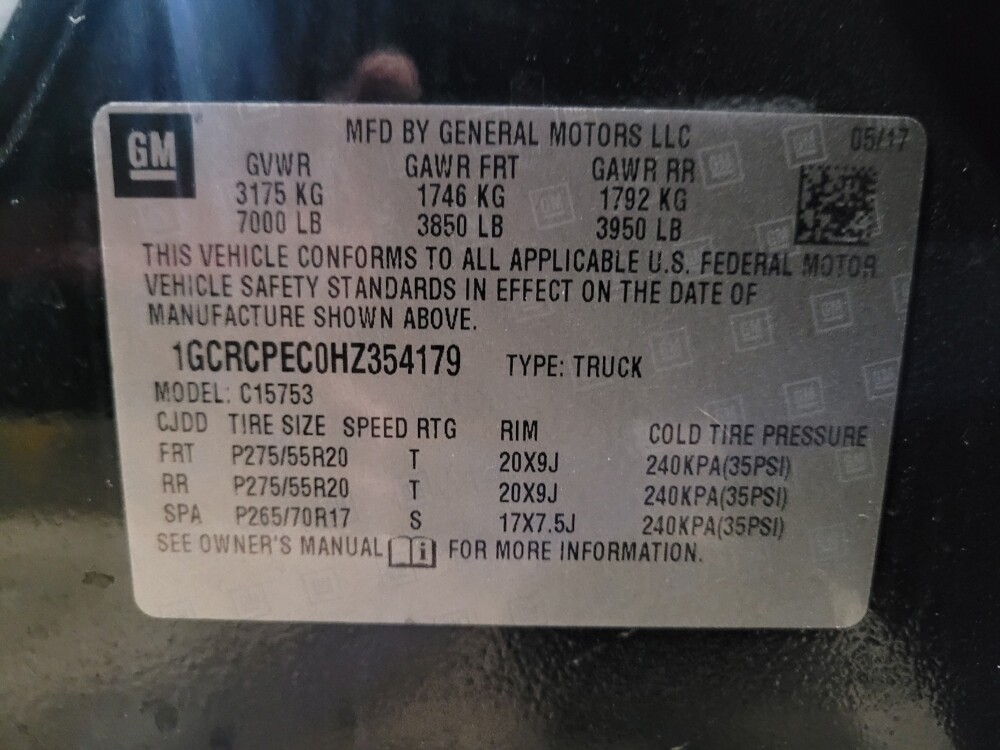 GM
MFD BY GENERAL MOTORS LLC 05/17
GVWR GAWR FRT GAWR RR
3175 KG 1746 KG 1792 KG
7000 LB 3850 LB 3950 LB
THIS VEHICLE CONFORMS TO ALL APPLICABLE U.S. FEDERAL MOTOR
VEHICLE SAFETY STANDARDS IN EFFECT ON THE DATE OF
MANUFACTURE SHOWN ABOVE.
1GCRCPEC0HZ354179 TYPE: TRUCK
MODEL: C15753
CJDD TIRE SIZE SPEED RTG RIM COLD TIRE PRESSURE
FRT P275/55R20 T 20X9J 240KPA(35PSI)
RR P275/55R20 T 20X9J 240KPA(35PSI)
SPA P265/70R17 S 17X7.5J 240KPA(35PSI)
SEE OWNER'S MANUAL i FOR MORE INFORMATION.